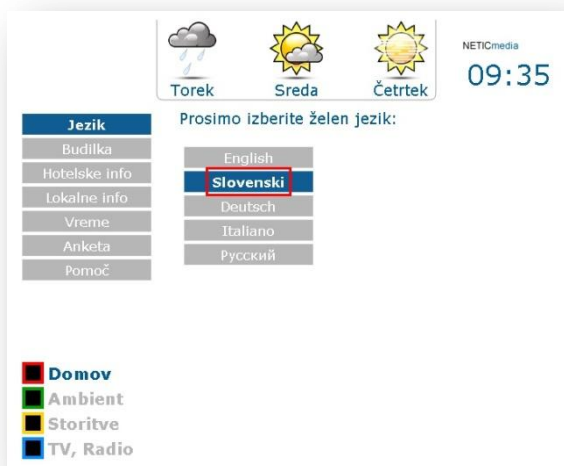 NETICmedia
09:35
Torek Sreda Četrtek
Prosimo izberite želen jezik:
Jezik
Budilka
Hotelske info
Lokalne info
Vreme
Anketa
Pomoč
English
Slovenski
Deutsch
Italiano
Русский
Domov
Ambient
Storitve
TV, Radio